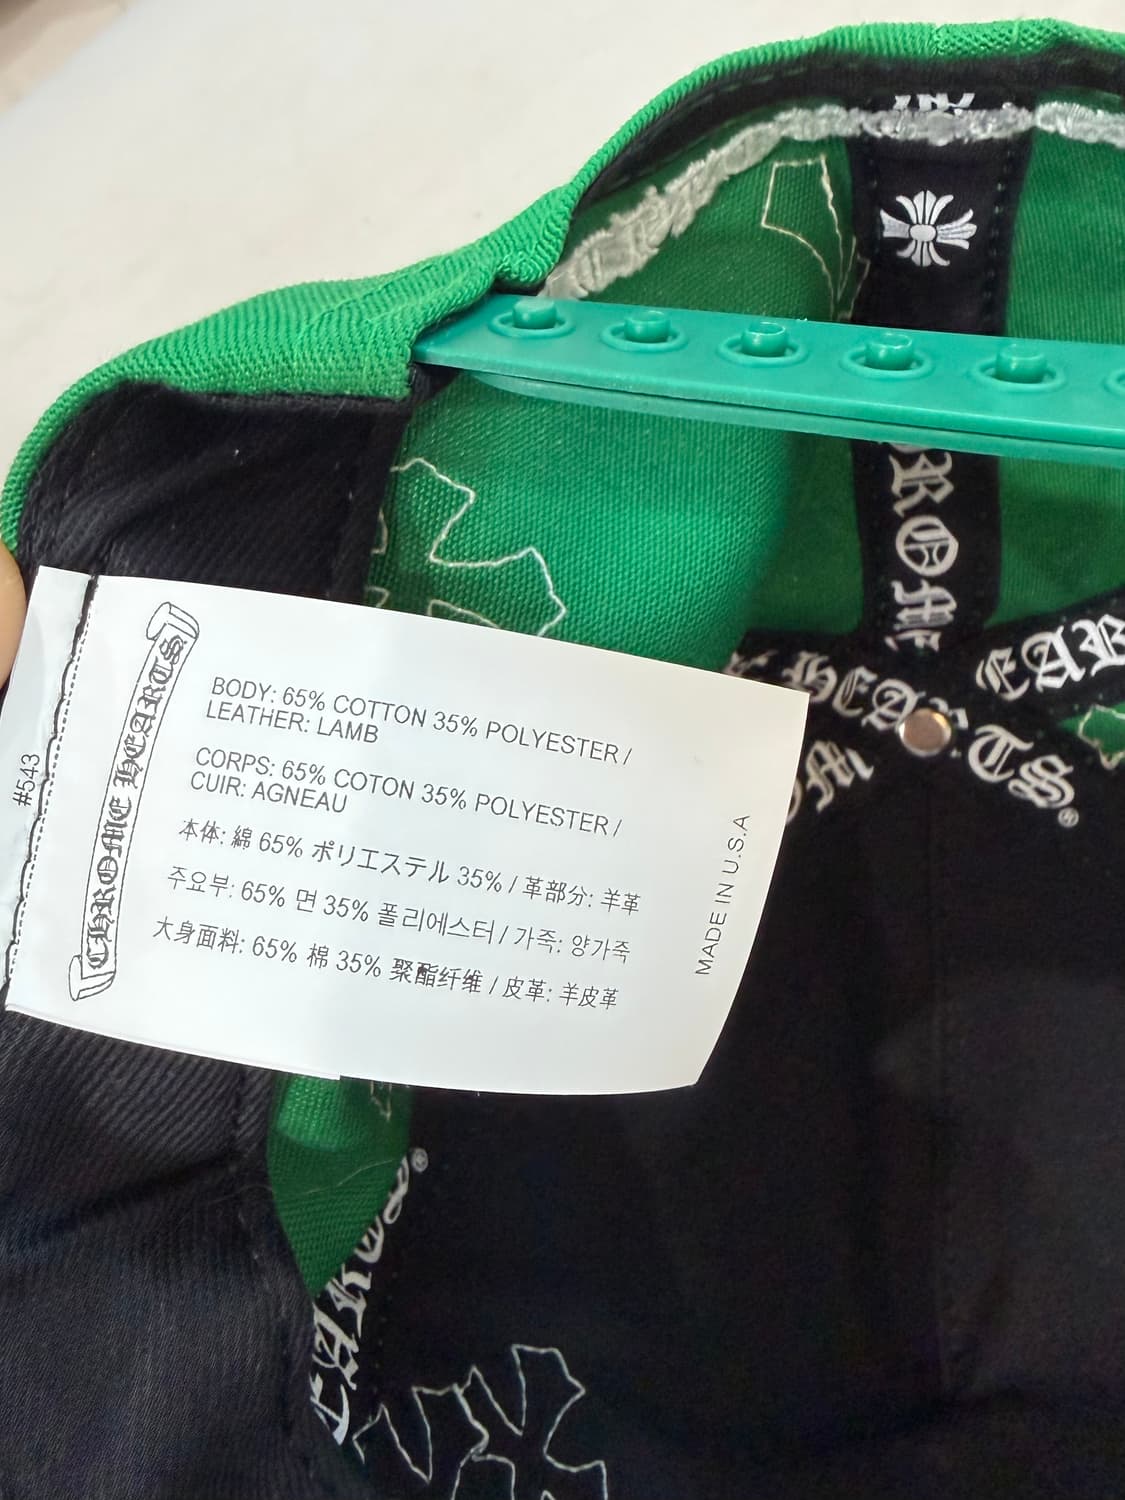 #543
CHROME HEARTS
BODY: 65% COTTON 35% POLYESTER /
LEATHER: LAMB
CORPS: 65% COTON 35% POLYESTER /
CUIR: AGNEAU
本体: 綿 65% ポリエステル 35% / 革部分: 羊革
주요부: 65% 면 35% 폴리에스터 / 가죽: 양가죽
大身面料: 65% 棉 35% 聚酯纤维 / 皮革: 羊皮革
MADE IN U.S.A
HEARTS®